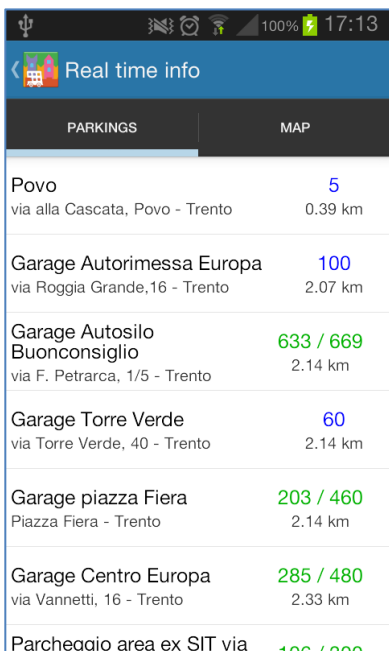 100% 17:13
Real time info
PARKINGS MAP
Povo 5
via alla Cascata, Povo - Trento 0.39 km
Garage Autorimessa Europa 100
via Roggia Grande,16 - Trento 2.07 km
Garage Autosilo
Buonconsiglio 633 / 669
via F. Petrarca, 1/5 - Trento 2.14 km
Garage Torre Verde 60
via Torre Verde, 40 - Trento 2.14 km
Garage piazza Fiera 203 / 460
Piazza Fiera - Trento 2.14 km
Garage Centro Europa 285 / 480
via Vannetti, 16 - Trento 2.33 km
Parcheggio area ex SIT via